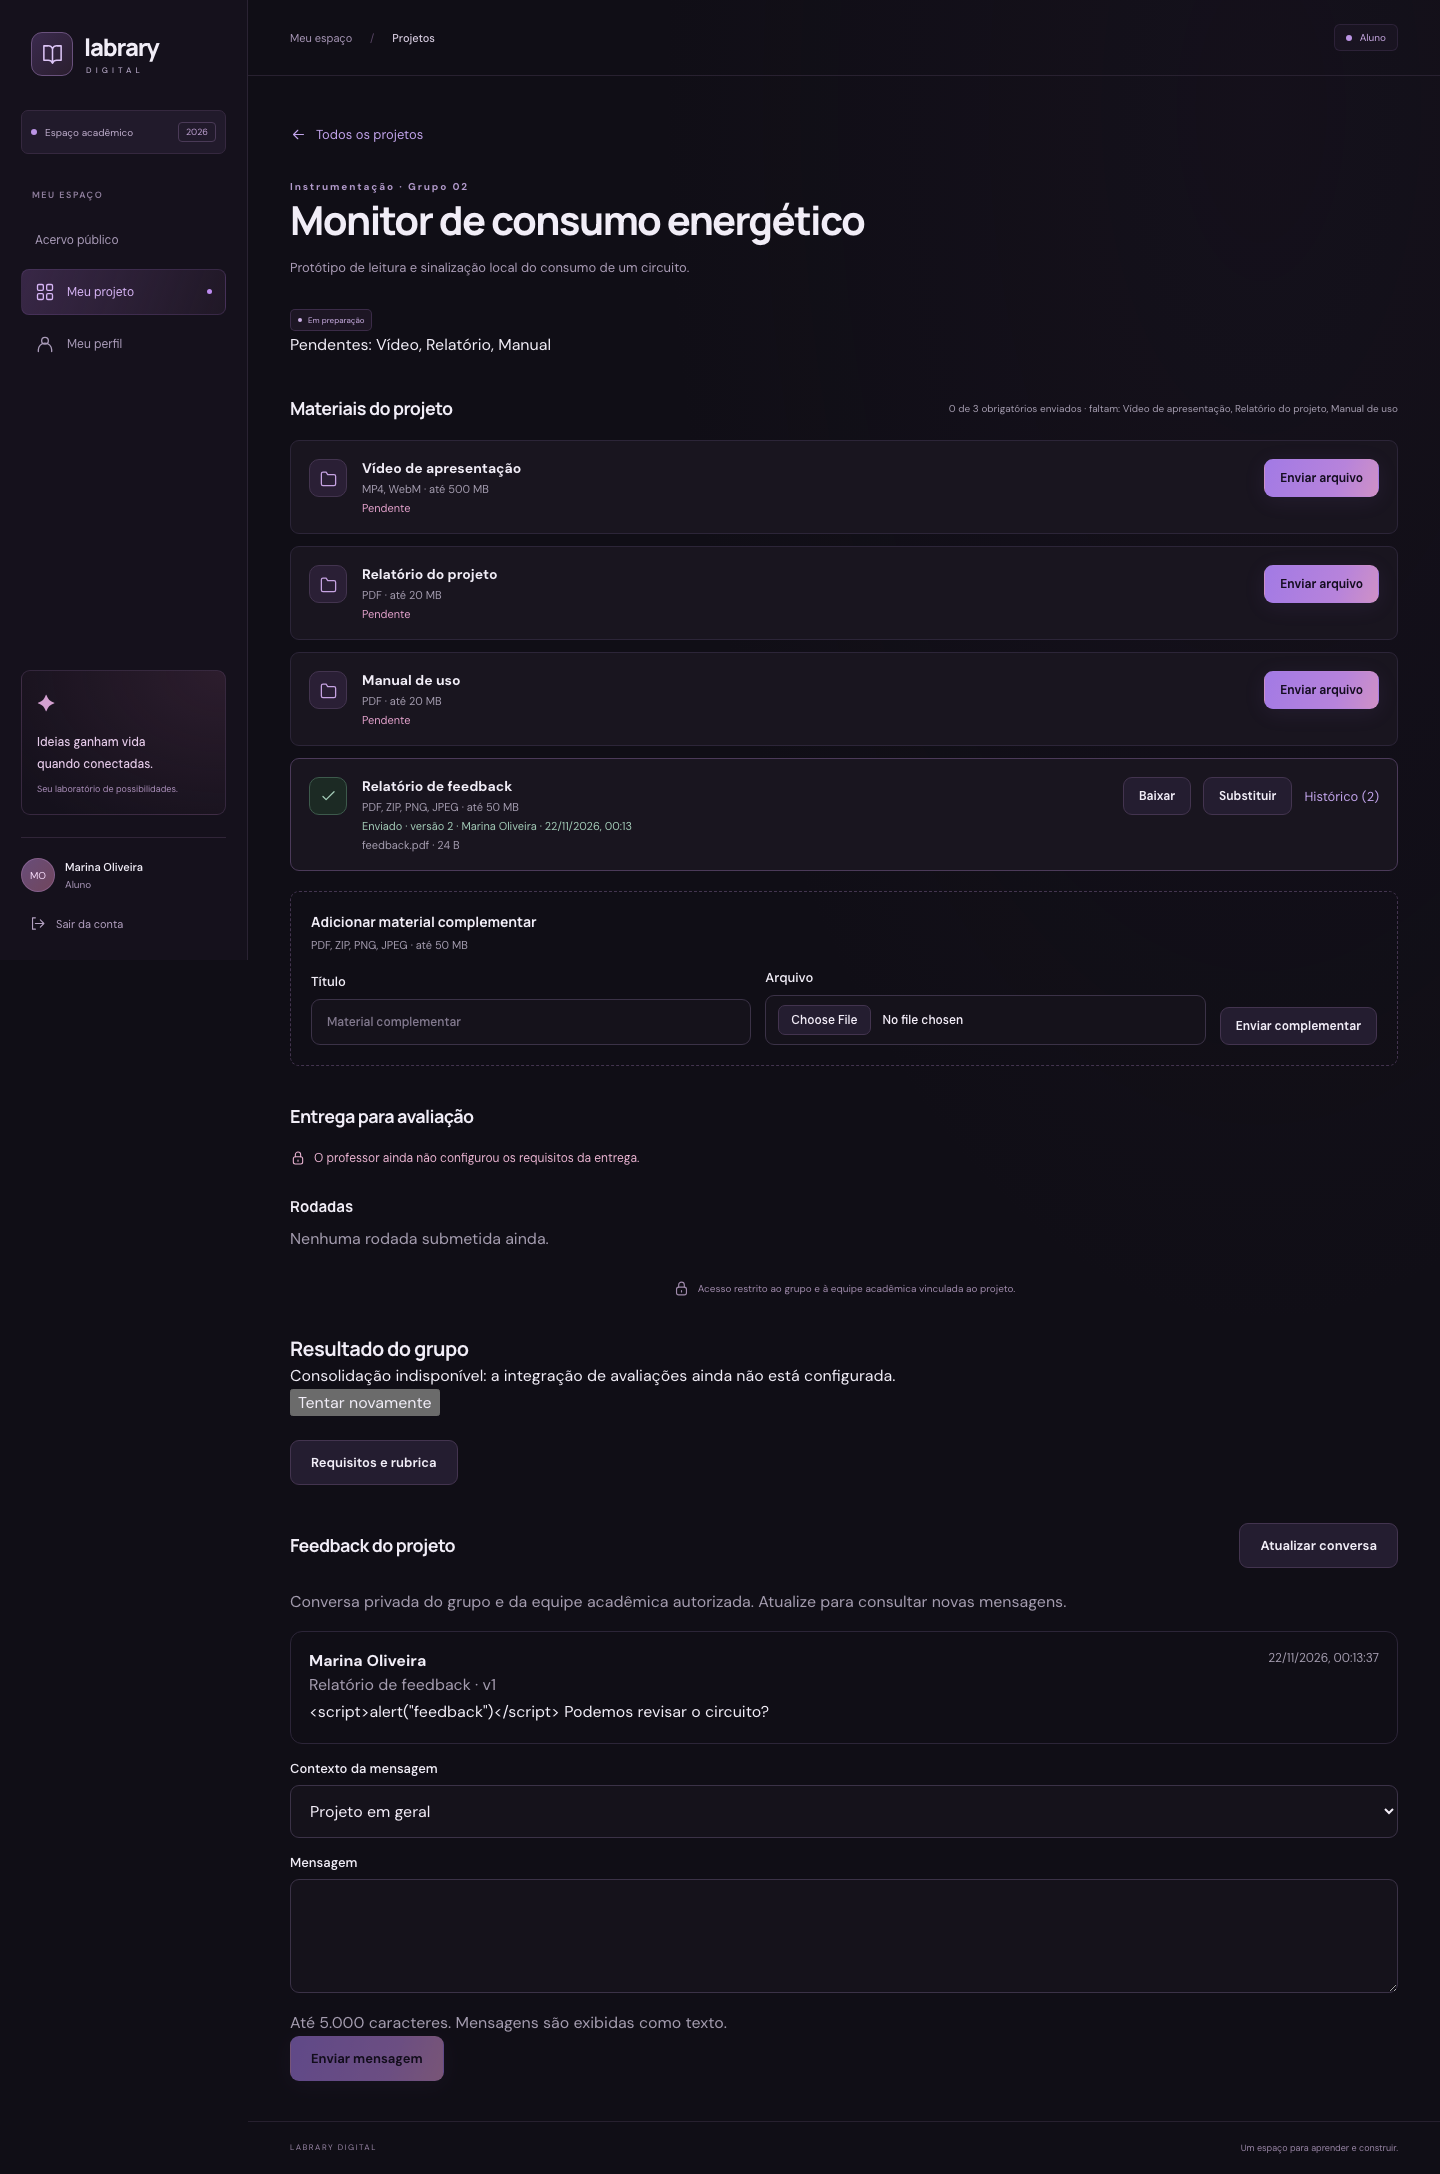 labrary
DIGITAL
Espaço acadêmico
2026
MEU ESPAÇO
Acervo público
Meu projeto
Meu perfil
Ideias ganham vida
quando conectadas.
Seu laboratório de possibilidades.
MO
Marina Oliveira
Aluno
Sair da conta
Meu espaço / Projetos
Aluno
Todos os projetos
Instrumentação · Grupo 02
Monitor de consumo energético
Protótipo de leitura e sinalização local do consumo de um circuito.
Em preparação
Pendentes: Vídeo, Relatório, Manual
Materiais do projeto
0 de 3 obrigatórios enviados · faltam: Vídeo de apresentação, Relatório do projeto, Manual de uso
Vídeo de apresentação
MP4, WebM · até 500 MB
Pendente
Enviar arquivo
Relatório do projeto
PDF · até 20 MB
Pendente
Enviar arquivo
Manual de uso
PDF · até 20 MB
Pendente
Enviar arquivo
Relatório de feedback
PDF, ZIP, PNG, JPEG · até 50 MB
Enviado · versão 2 · Marina Oliveira · 22/11/2026, 00:13
feedback.pdf · 24 B
Baixar
Substituir
Histórico (2)
Adicionar material complementar
PDF, ZIP, PNG, JPEG · até 50 MB
Título
Material complementar
Arquivo
Choose File No file chosen
Enviar complementar
Entrega para avaliação
O professor ainda não configurou os requisitos da entrega.
Rodadas
Nenhuma rodada submetida ainda.
Acesso restrito ao grupo e à equipe acadêmica vinculada ao projeto.
Resultado do grupo
Consolidação indisponível: a integração de avaliações ainda não está configurada.
Tentar novamente
Requisitos e rubrica
Feedback do projeto
Atualizar conversa
Conversa privada do grupo e da equipe acadêmica autorizada. Atualize para consultar novas mensagens.
Marina Oliveira
22/11/2026, 00:13:37
Relatório de feedback · v1
<script>alert("feedback")</script> Podemos revisar o circuito?
Contexto da mensagem
Projeto em geral
Mensagem
Até 5.000 caracteres. Mensagens são exibidas como texto.
Enviar mensagem
LABRARY DIGITAL
Um espaço para aprender e construir.